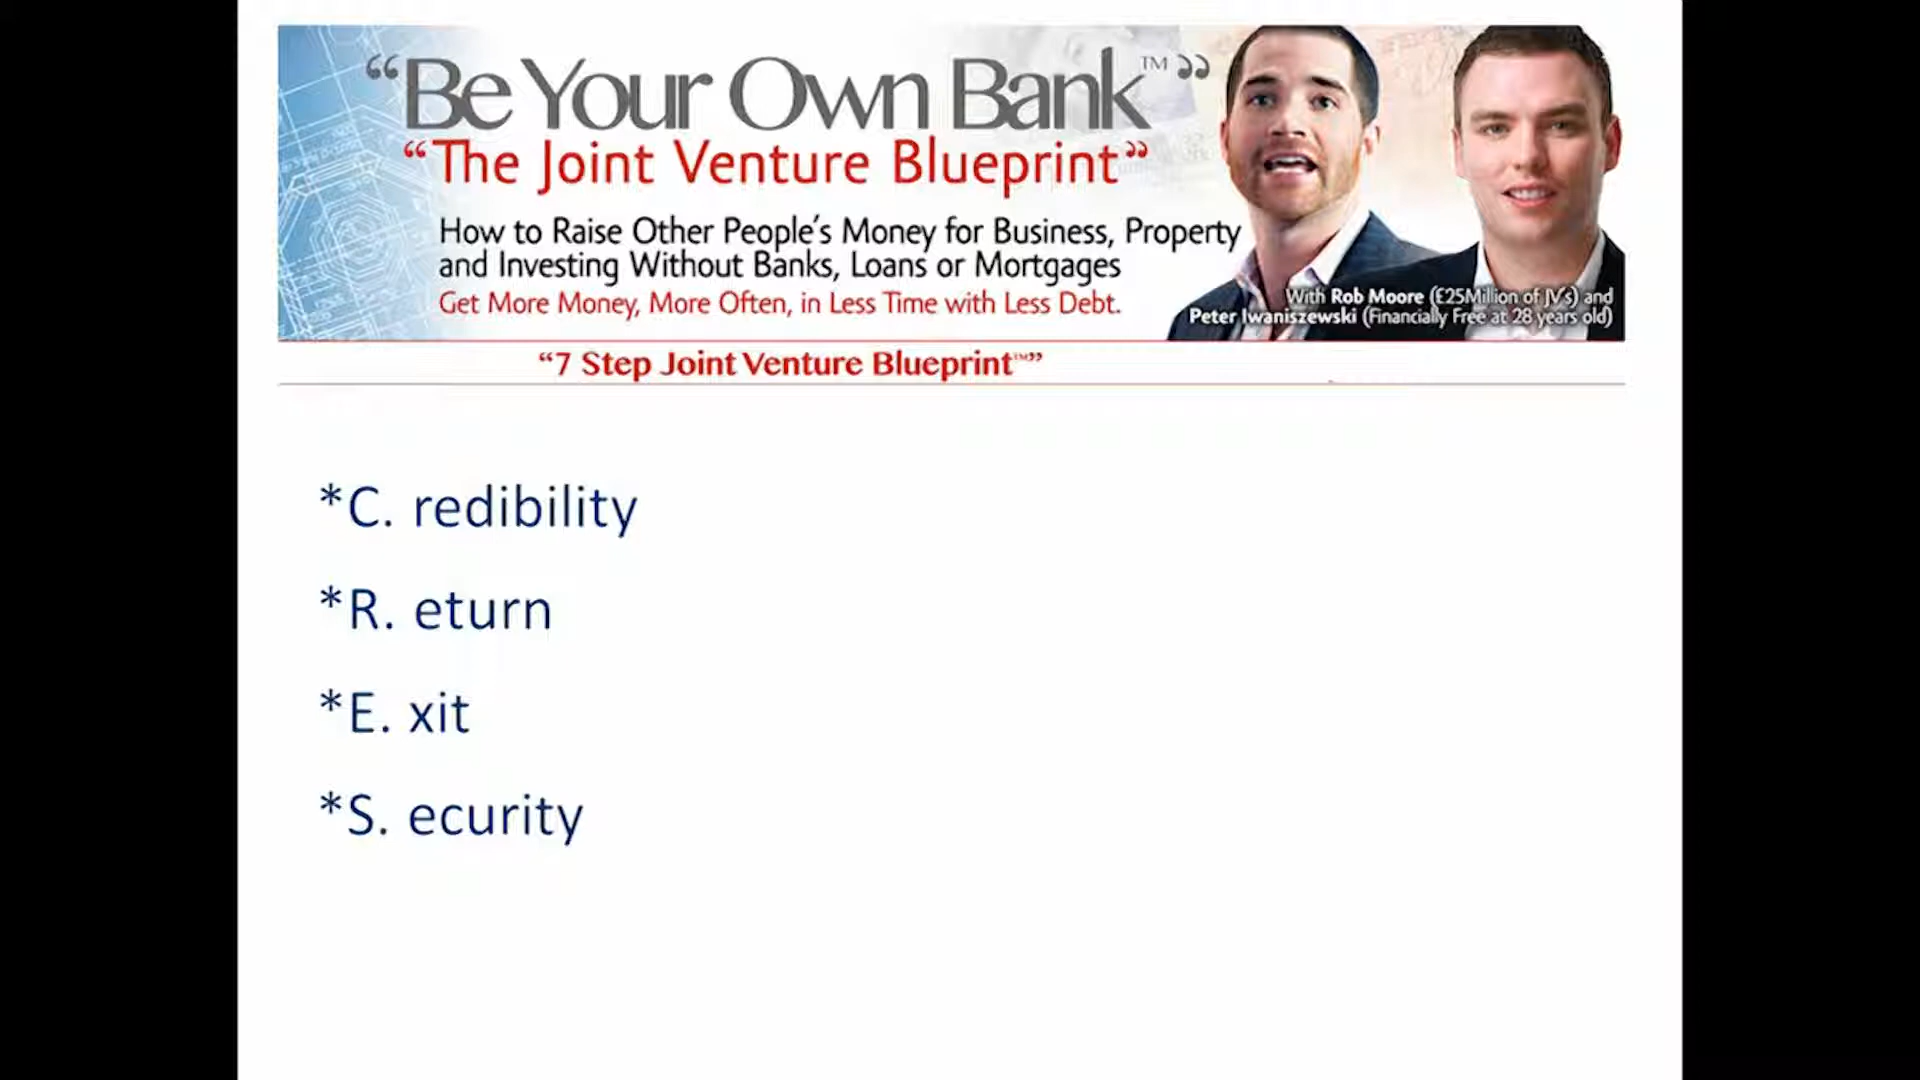 “Be Your Own Bank™”
“The Joint Venture Blueprint”
How to Raise Other People’s Money for Business, Property
and Investing Without Banks, Loans or Mortgages
Get More Money, More Often, in Less Time with Less Debt.
With Rob Moore (£25Million of JV’s) and
Peter Iwaniszewski (Financially Free at 28 years old)
“7 Step Joint Venture Blueprint™”
*C. redibility
*R. eturn
*E. xit
*S. ecurity